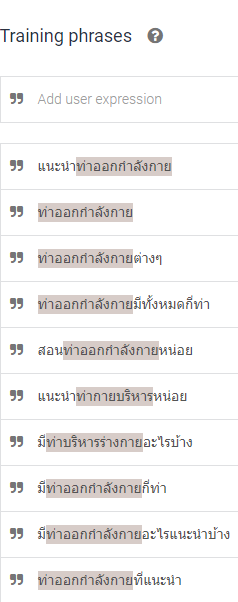 Training phrases
Add user expression
แนะนำท่าออกกำลังกาย
ท่าออกกำลังกาย
ท่าออกกำลังกายต่างๆ
ท่าออกกำลังกายมีทั้งหมดกี่ท่า
สอนท่าออกกำลังกายหน่อย
แนะนำท่ากายบริหารหน่อย
มีท่าบริหารร่างกายอะไรบ้าง
มีท่าออกกำลังกายกี่ท่า
มีท่าออกกำลังกายอะไรแนะนำบ้าง
ท่าออกกำลังกายที่แนะนำ